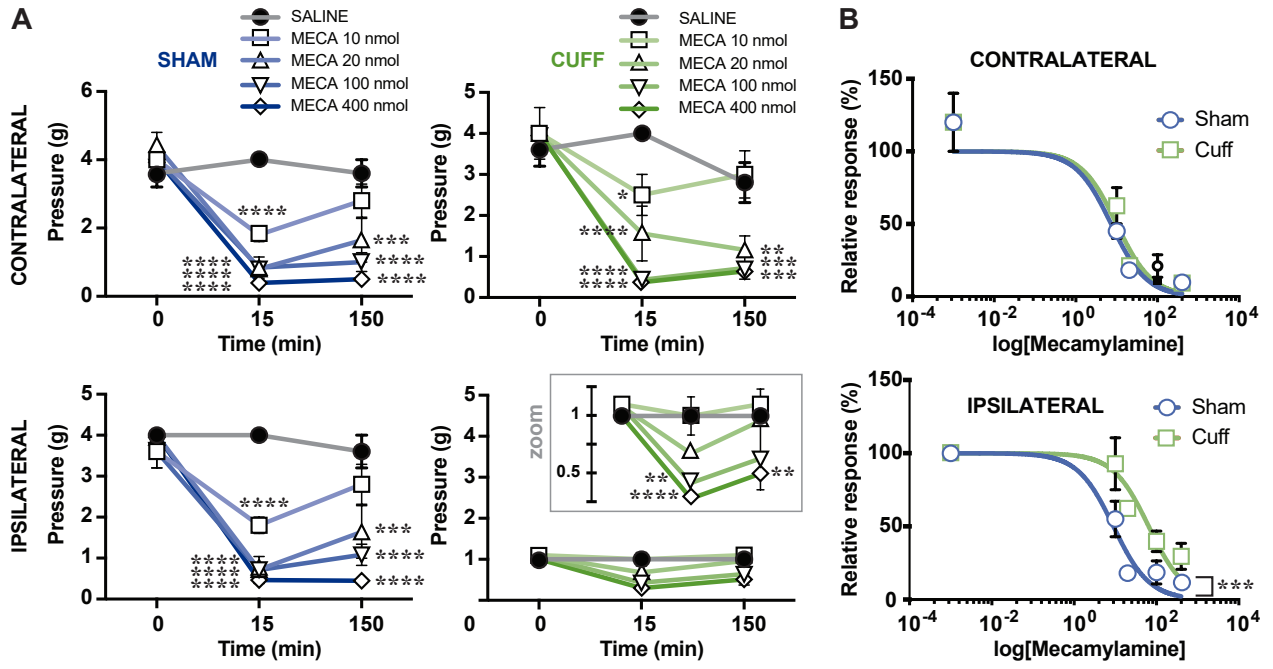 A
SALINE
MECA 10 nmol
MECA 20 nmol
MECA 100 nmol
MECA 400 nmol
SHAM
SALINE
MECA 10 nmol
MECA 20 nmol
MECA 100 nmol
MECA 400 nmol
CUFF
CONTRALATERAL
Pressure (g)
6
4
2
0
****
****
****
****
***
****
****
0 15 150
Time (min)
Pressure (g)
5
4
3
2
1
0
*
****
****
****
**
***
***
0 15 150
Time (min)
IPSILATERAL
Pressure (g)
5
4
3
2
1
0
****
****
****
****
***
****
****
0 15 150
Time (min)
Pressure (g)
5
4
3
2
1
0
zoom
1
0.5
**
****
**
0 15 150
Time (min)
B
CONTRALATERAL
Sham
Cuff
Relative response (%)
150
100
50
0
10⁻⁴ 10⁻² 10⁰ 10² 10⁴
log[Mecamylamine]
IPSILATERAL
Sham
Cuff
Relative response (%)
150
100
50
0
***
10⁻⁴ 10⁻² 10⁰ 10² 10⁴
log[Mecamylamine]